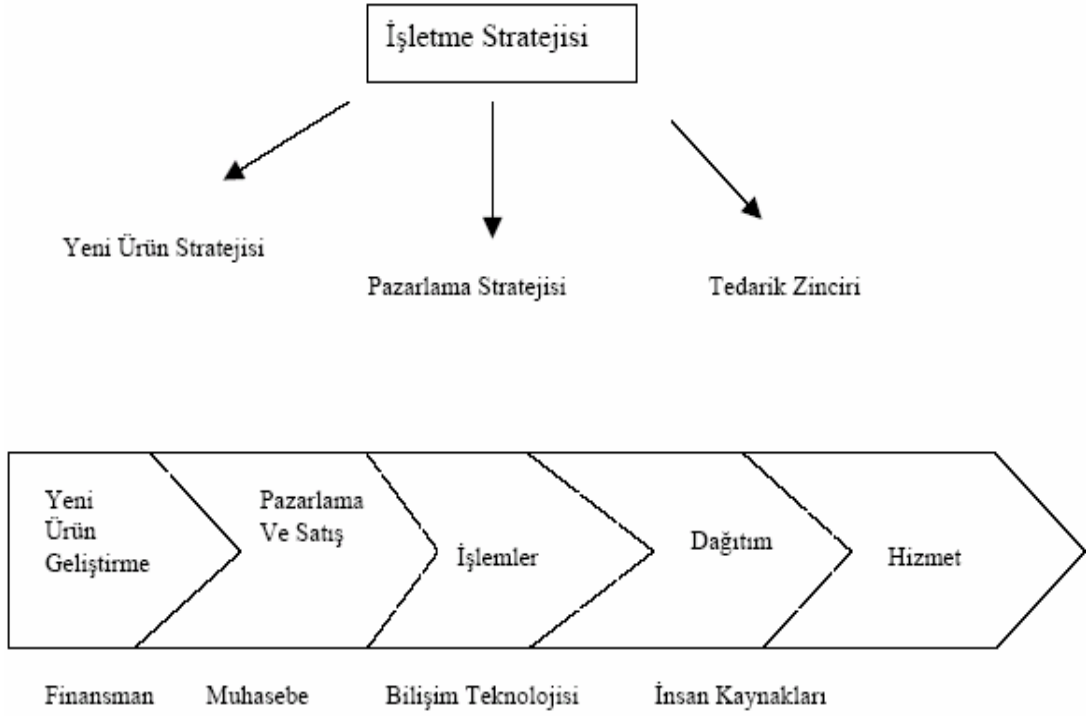 İşletme Stratejisi
Yeni Ürün Stratejisi
Pazarlama Stratejisi
Tedarik Zinciri
Yeni
Ürün
Geliştirme
Pazarlama
Ve Satış
İşlemler
Dağıtım
Hizmet
Finansman
Muhasebe
Bilişim Teknolojisi
İnsan Kaynakları